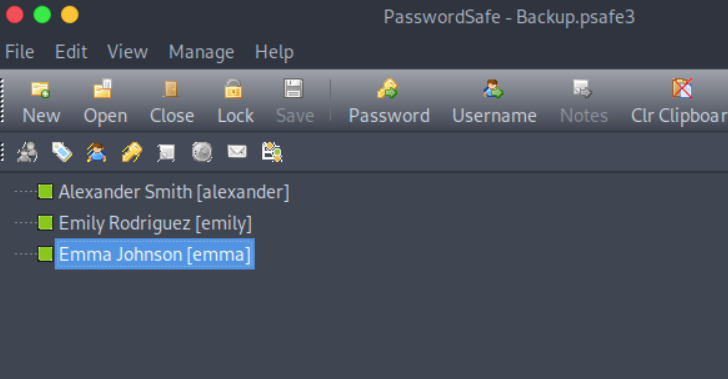 PasswordSafe - Backup.psafe3
File Edit View Manage Help
New Open Close Lock Save Password Username Notes Clr Clipboar
Alexander Smith [alexander]
Emily Rodriguez [emily]
Emma Johnson [emma]